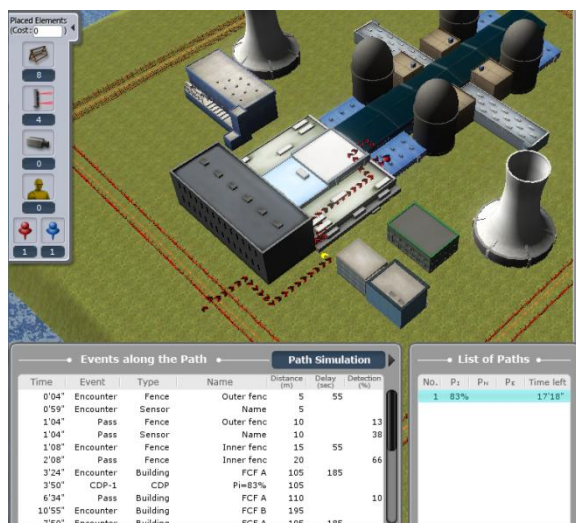 Placed Elements
(Cost: 0 )
8
4
0
0
1 1
Events along the Path Path Simulation
Time Event Type Name Distance (m) Delay (sec) Detection (%)
0'04" Encounter Fence Outer fenc 5 55
0'59" Encounter Sensor Name 5
1'04" Pass Fence Outer fenc 10 13
1'04" Pass Sensor Name 10 38
1'08" Encounter Fence Inner fenc 15 55
2'08" Pass Fence Inner fenc 20 66
3'24" Encounter Building FCF A 105 185
3'50" CDP-1 CDP Pi=83% 105
6'34" Pass Building FCF A 110 10
10'55" Encounter Building FCF B 195
Encounter Building FCF A 195 185
List of Paths
No. PI PN PE Time left
1 83% 17'18"